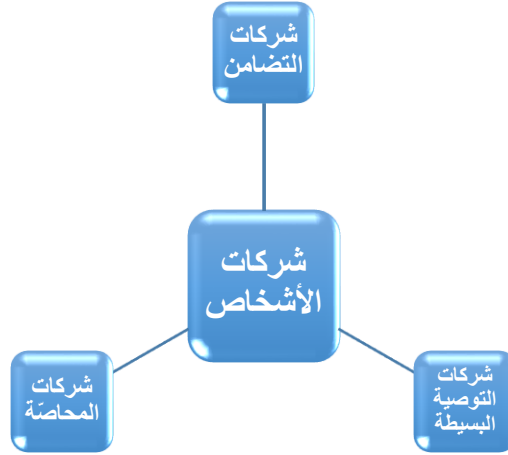 شركات
التضامن
شركات
الأشخاص
شركات
التوصية
البسيطة
شركات
المحاصّة